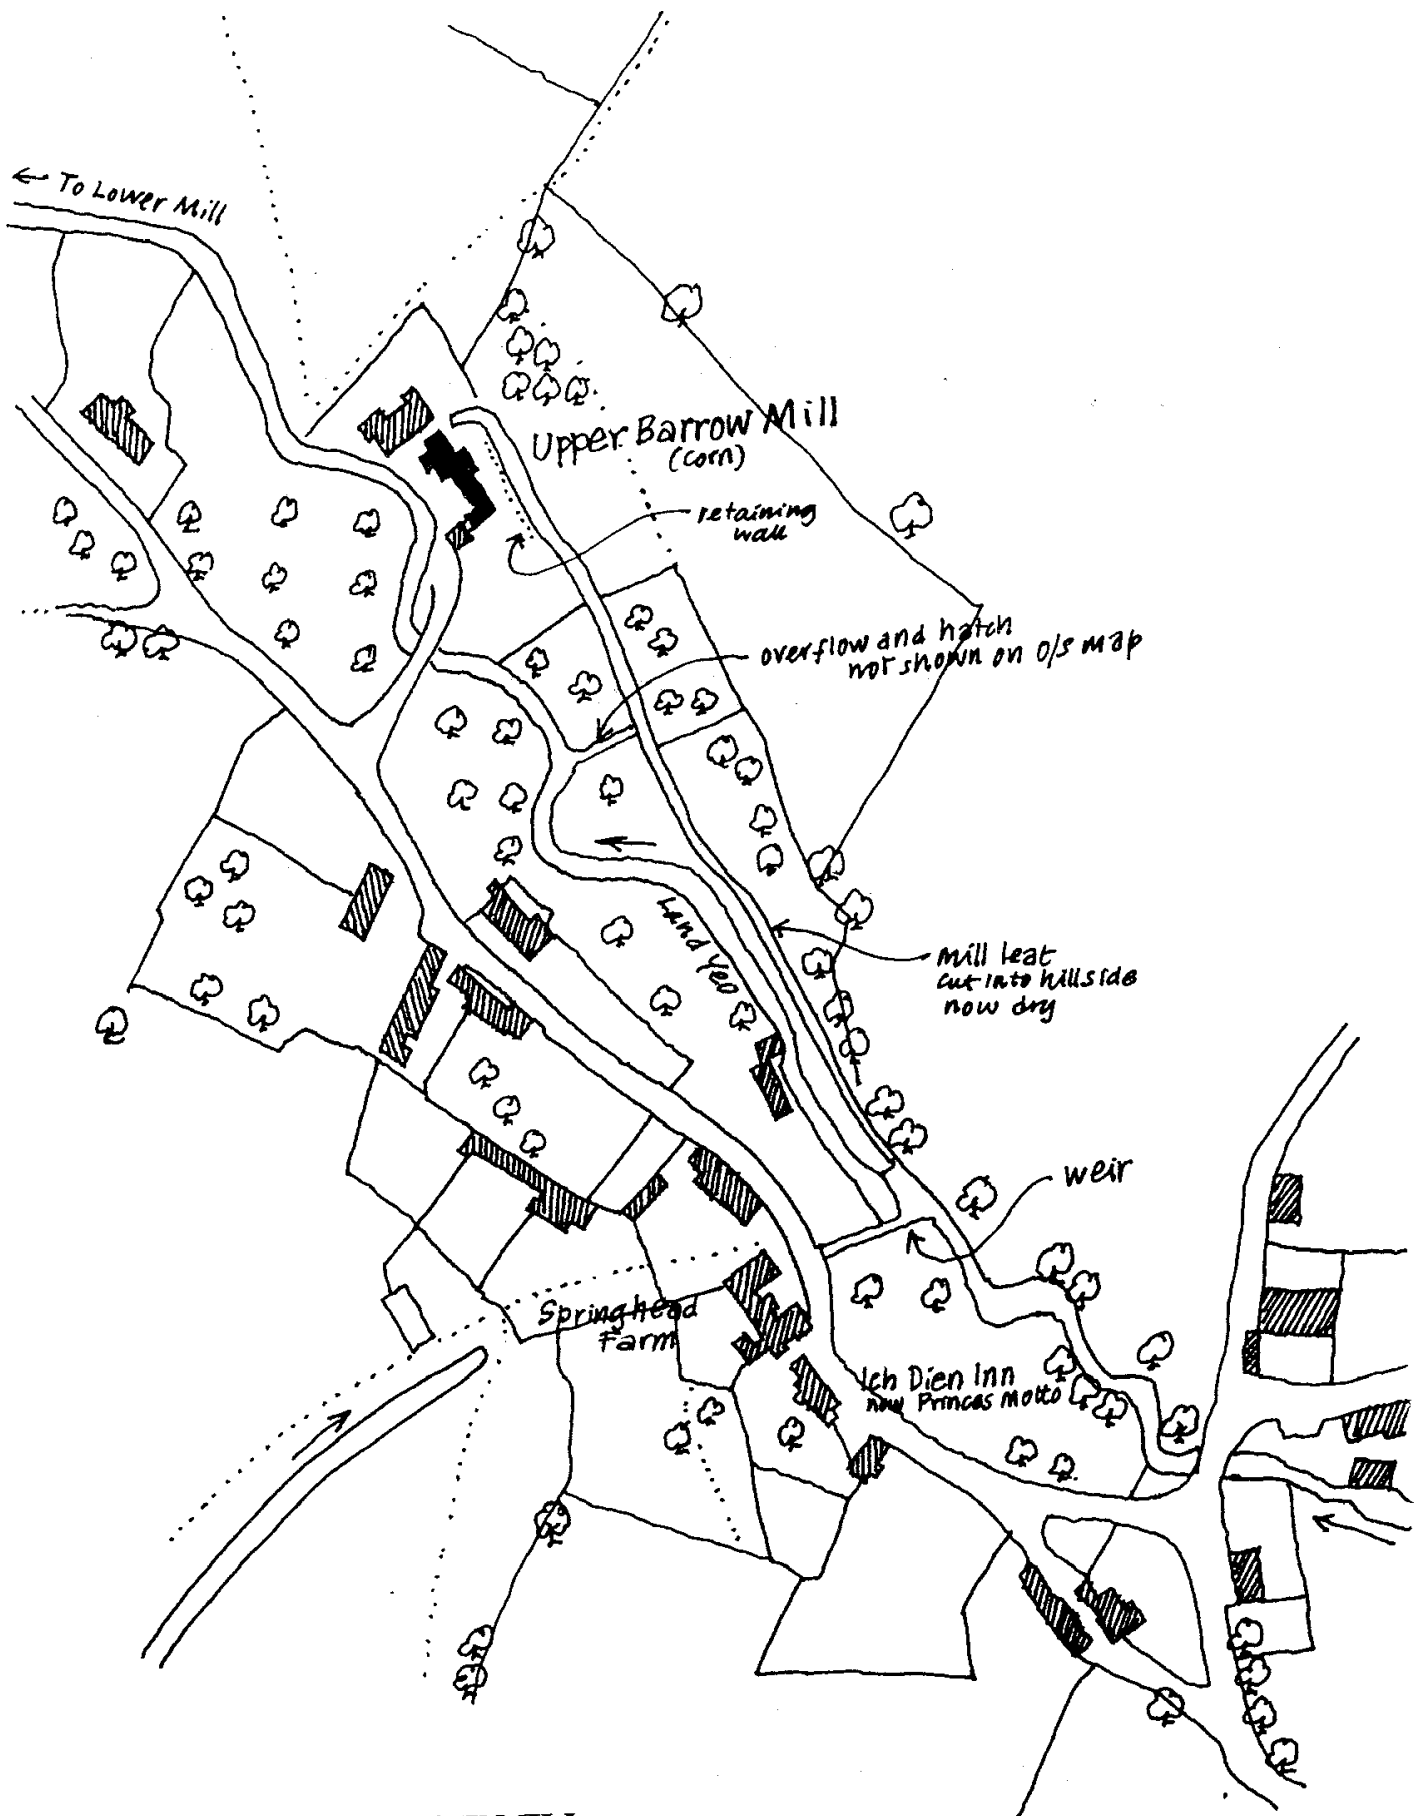 ← To Lower Mill
Upper Barrow Mill
(corn)
retaining
wall
overflow and hatch
not shown on o/s map
Land Yeo
Mill leat
cut into hillside
now dry
weir
Springhead
Farm
Ich Dien Inn
now Princes Motto